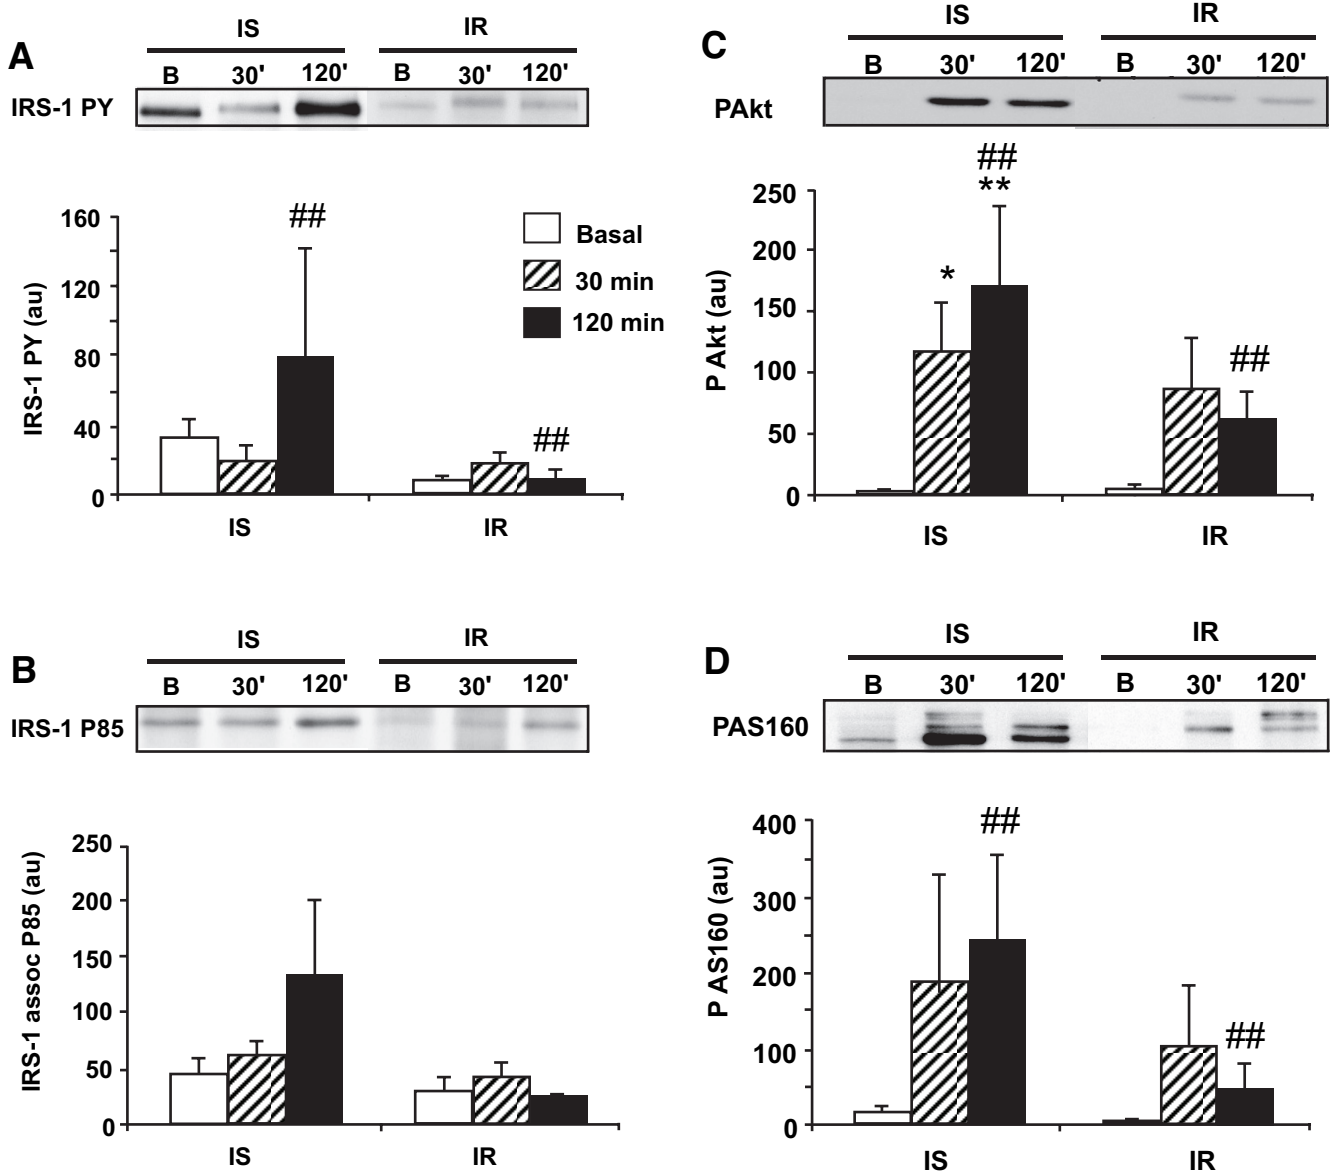 A
IS IR
B 30' 120' B 30' 120'
IRS-1 PY
IRS-1 PY (au)
160
120
80
40
0
##
##
Basal
30 min
120 min
IS IR
C
IS IR
B 30' 120' B 30' 120'
PAkt
P Akt (au)
250
200
150
100
50
0
*
##
**
##
IS IR
B
IS IR
B 30' 120' B 30' 120'
IRS-1 P85
IRS-1 assoc P85 (au)
250
200
150
100
50
0
IS IR
D
IS IR
B 30' 120' B 30' 120'
PAS160
P AS160 (au)
400
300
200
100
0
##
##
IS IR